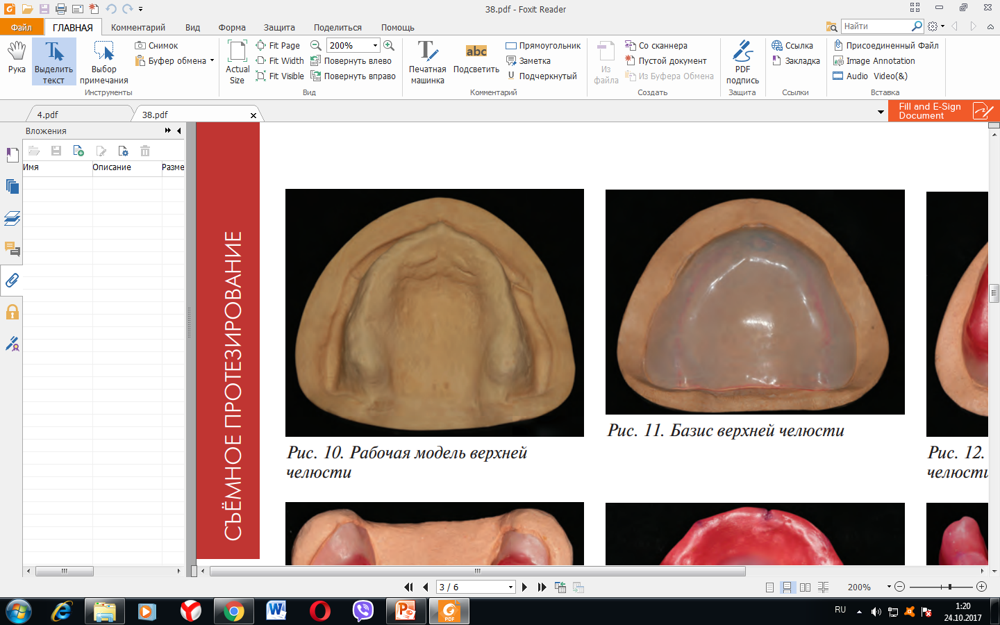 38.pdf - Foxit Reader
Файл
ГЛАВНАЯ
Комментарий
Вид
Форма
Защита
Поделиться
Помощь
Найти
Рука
Выделить
текст
Выбор
примечания
Снимок
Буфер обмена
Инструменты
Actual
Size
Fit Page
Fit Width
Fit Visible
200%
Повернуть влево
Повернуть вправо
Вид
Печатная
машинка
abc
Подсветить
Прямоугольник
Заметка
U Подчеркнутый
Комментарий
Из
файла
Со сканнера
Пустой документ
Из Буфера Обмена
Создать
PDF
подпись
Защита
Ссылка
Закладка
Ссылки
Присоединенный Файл
Image Annotation
Audio Video(&)
Вставка
4.pdf
38.pdf
Fill and E-Sign
Document
Вложения
Имя
Описание
Разме
СЪЁМНОЕ ПРОТЕЗИРОВАНИЕ
Рис. 10. Рабочая модель верхней
челюсти
Рис. 11. Базис верхней челюсти
Рис. 12.
челюсти
3 / 6
200%
PDF
RU
1:20
24.10.2017